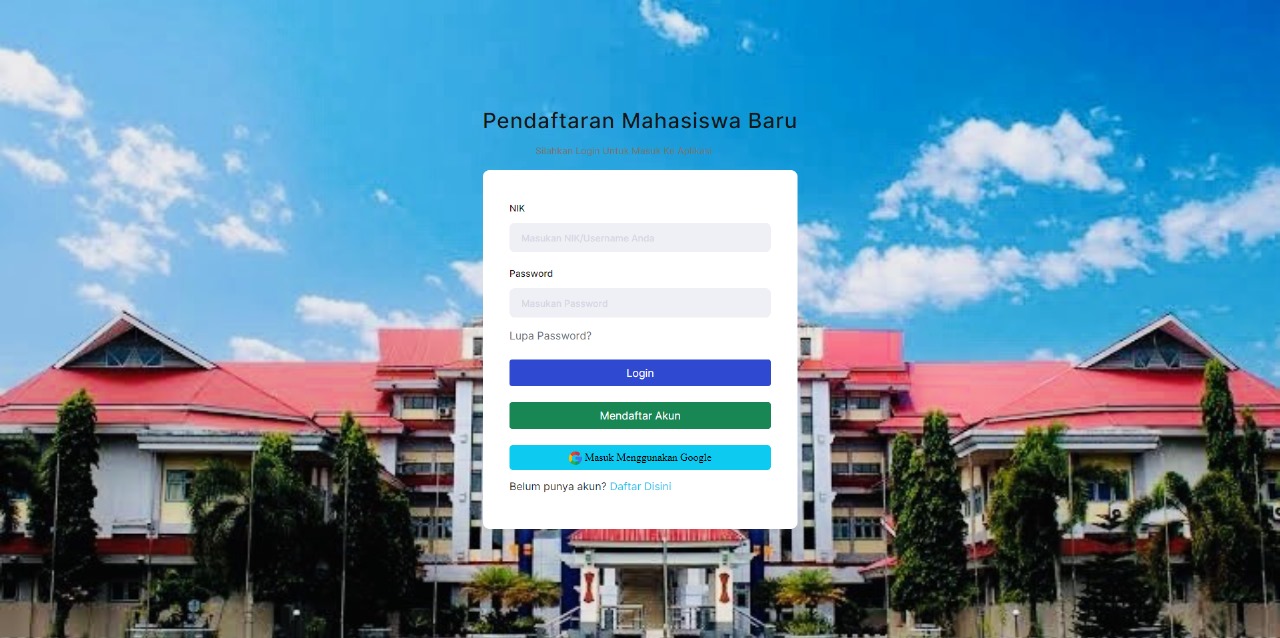 Pendaftaran Mahasiswa Baru
Silahkan Login Untuk Masuk Ke Aplikasi
NIK
Masukan NIK/Username Anda
Password
Masukan Password
Lupa Password?
Login
Mendaftar Akun
Masuk Menggunakan Google
Belum punya akun? Daftar Disini